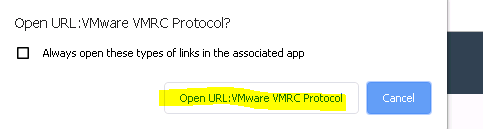 Open URL:VMware VMRC Protocol?
Always open these types of links in the associated app
Open URL:VMware VMRC Protocol
Cancel